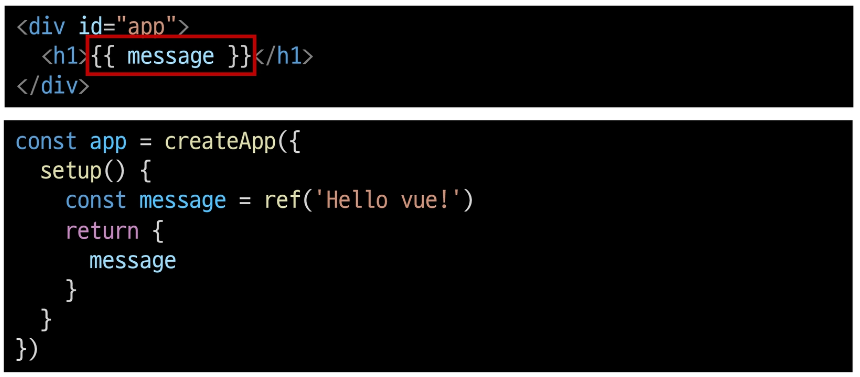 <div id="app">
  <h1>{{ message }}</h1>
</div>
const app = createApp({
  setup() {
    const message = ref('Hello vue!')
    return {
      message
    }
  }
})